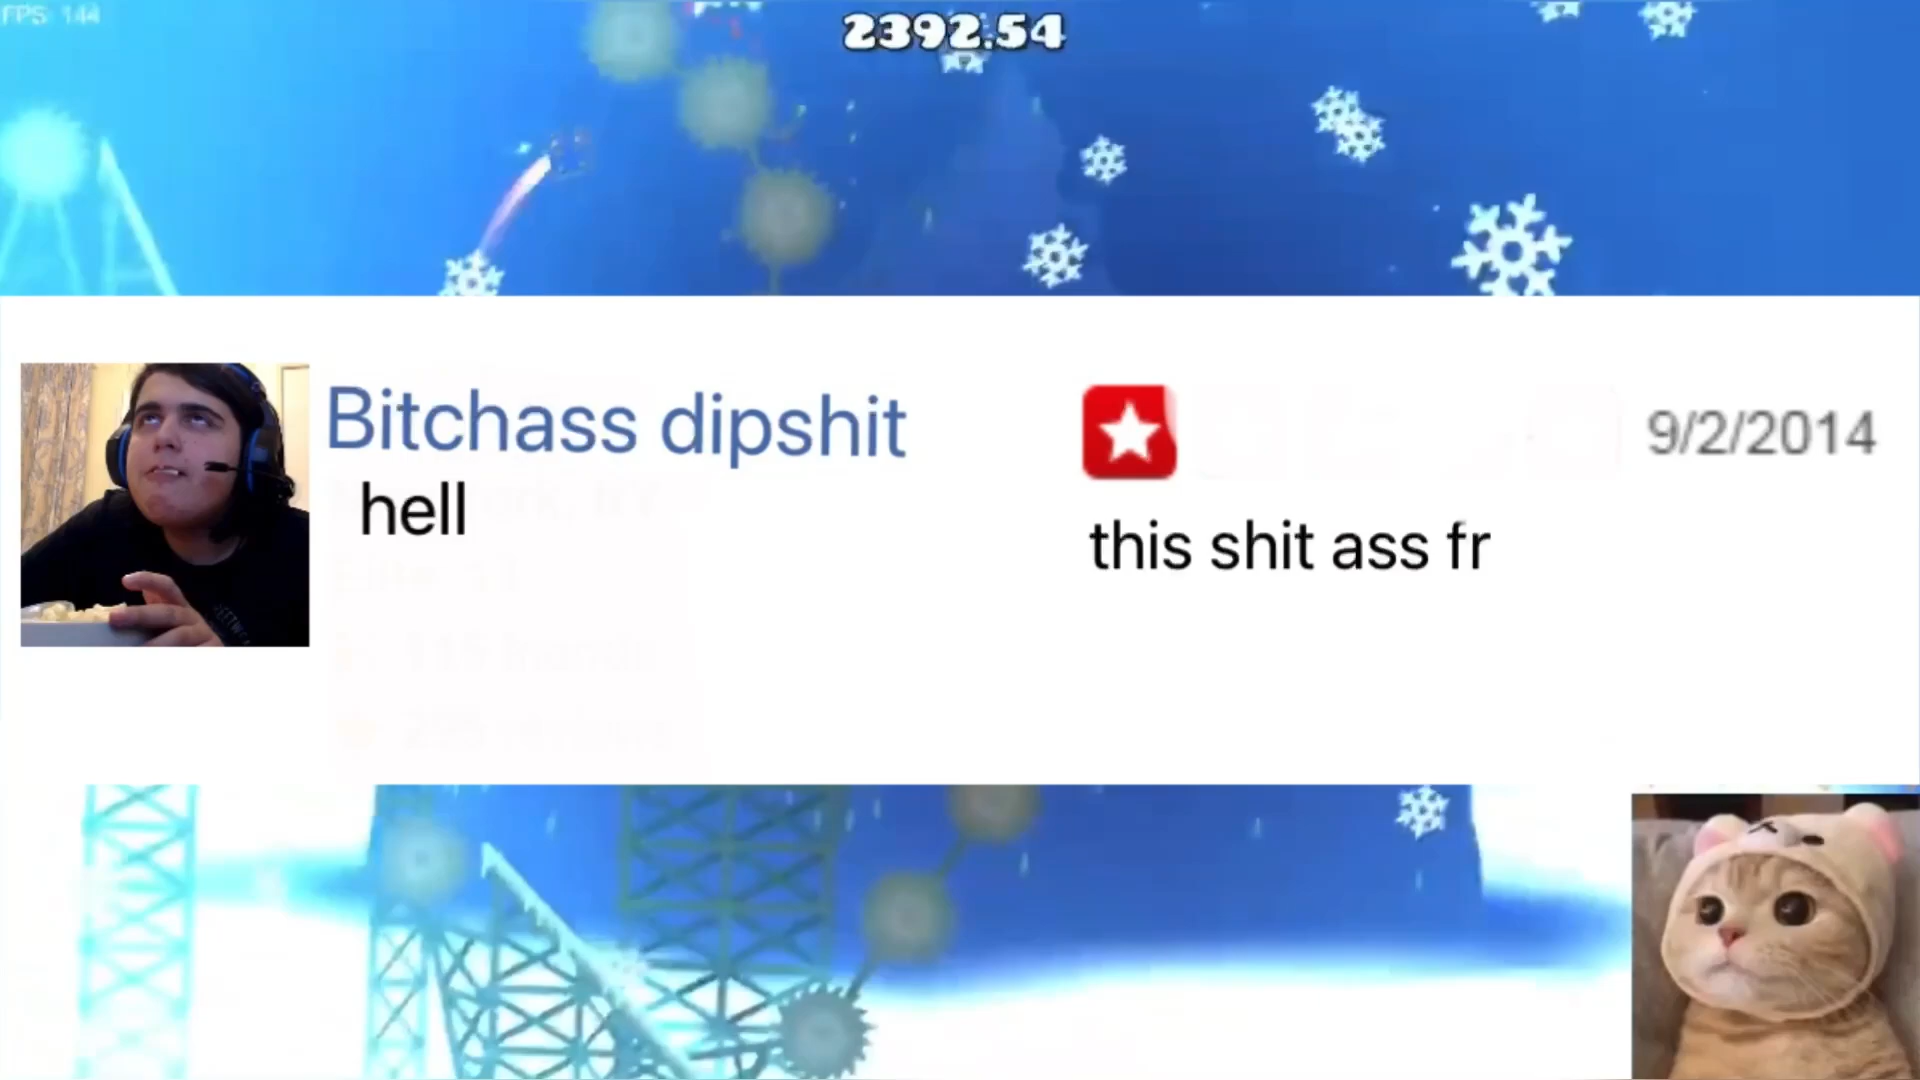 FPS: 144
2392.54
Bitchass dipshit
9/2/2014
hell
this shit ass fr